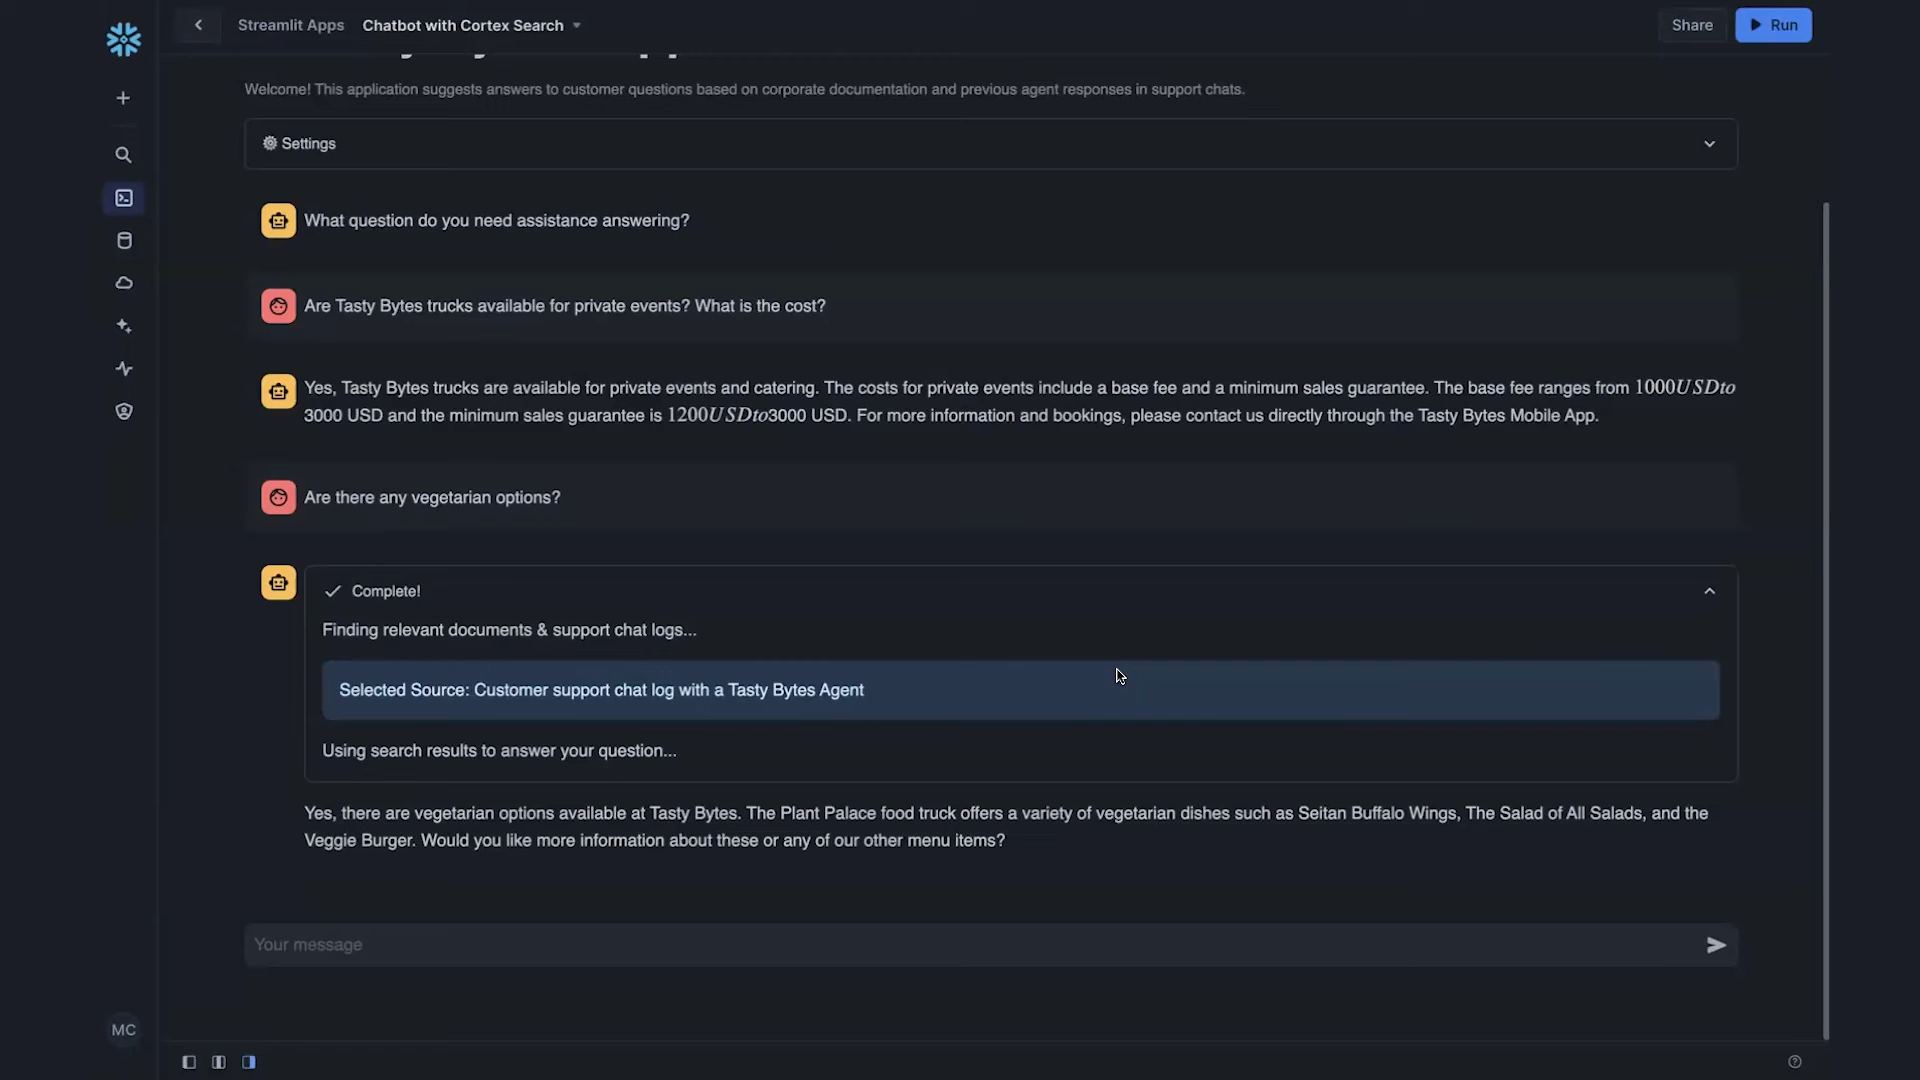 Streamlit Apps
Chatbot with Cortex Search
Share
Run
Welcome! This application suggests answers to customer questions based on corporate documentation and previous agent responses in support chats.
Settings
What question do you need assistance answering?
Are Tasty Bytes trucks available for private events? What is the cost?
Yes, Tasty Bytes trucks are available for private events and catering. The costs for private events include a base fee and a minimum sales guarantee. The base fee ranges from 1000USDto
3000 USD and the minimum sales guarantee is 1200USDto3000 USD. For more information and bookings, please contact us directly through the Tasty Bytes Mobile App.
Are there any vegetarian options?
Complete!
Finding relevant documents & support chat logs...
Selected Source: Customer support chat log with a Tasty Bytes Agent
Using search results to answer your question...
Yes, there are vegetarian options available at Tasty Bytes. The Plant Palace food truck offers a variety of vegetarian dishes such as Seitan Buffalo Wings, The Salad of All Salads, and the
Veggie Burger. Would you like more information about these or any of our other menu items?
Your message
MC